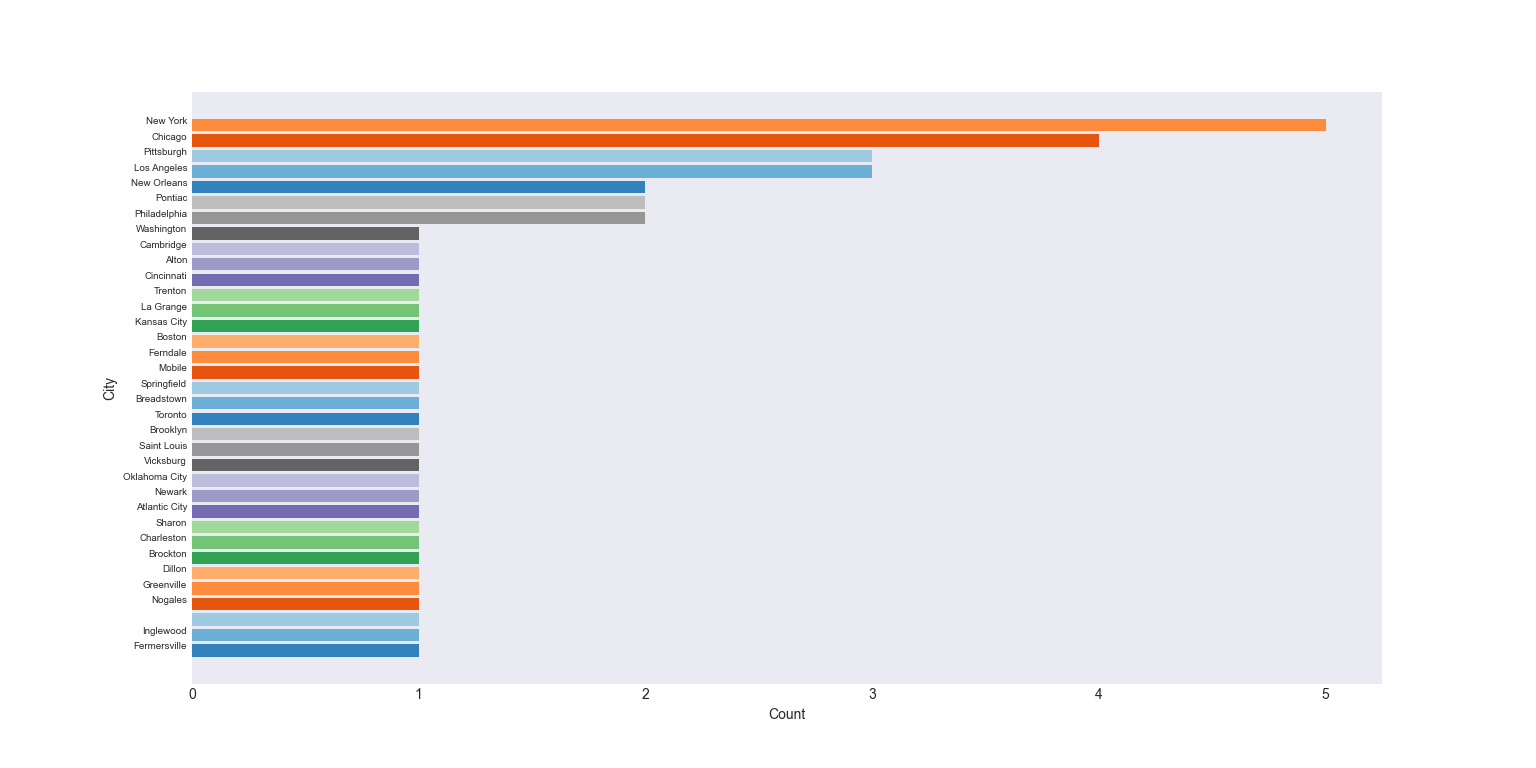 New York
Chicago
Pittsburgh
Los Angeles
New Orleans
Pontiac
Philadelphia
Washington
Cambridge
Alton
Cincinnati
Trenton
La Grange
Kansas City
Boston
Ferndale
Mobile
Springfield
Breadstown
Toronto
Brooklyn
Saint Louis
Vicksburg
Oklahoma City
Newark
Atlantic City
Sharon
Charleston
Brockton
Dillon
Greenville
Nogales
Inglewood
Fermersville
City
0 1 2 3 4 5
Count